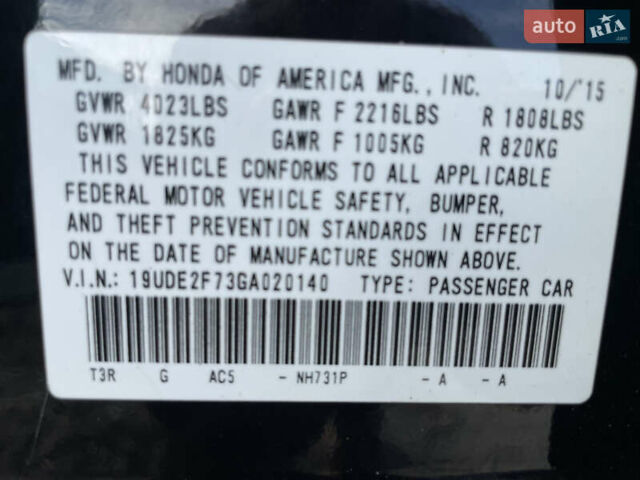 auto RIA .com
MFD. BY HONDA OF AMERICA MFG., INC. 10/'15
GVWR 4023LBS GAWR F 2216LBS R 1808LBS
GVWR 1825KG GAWR F 1005KG R 820KG
THIS VEHICLE CONFORMS TO ALL APPLICABLE
FEDERAL MOTOR VEHICLE SAFETY, BUMPER,
AND THEFT PREVENTION STANDARDS IN EFFECT
ON THE DATE OF MANUFACTURE SHOWN ABOVE.
V.I.N.: 19UDE2F73GA020140 TYPE: PASSENGER CAR
T3R G AC5 - NH731P - A - A